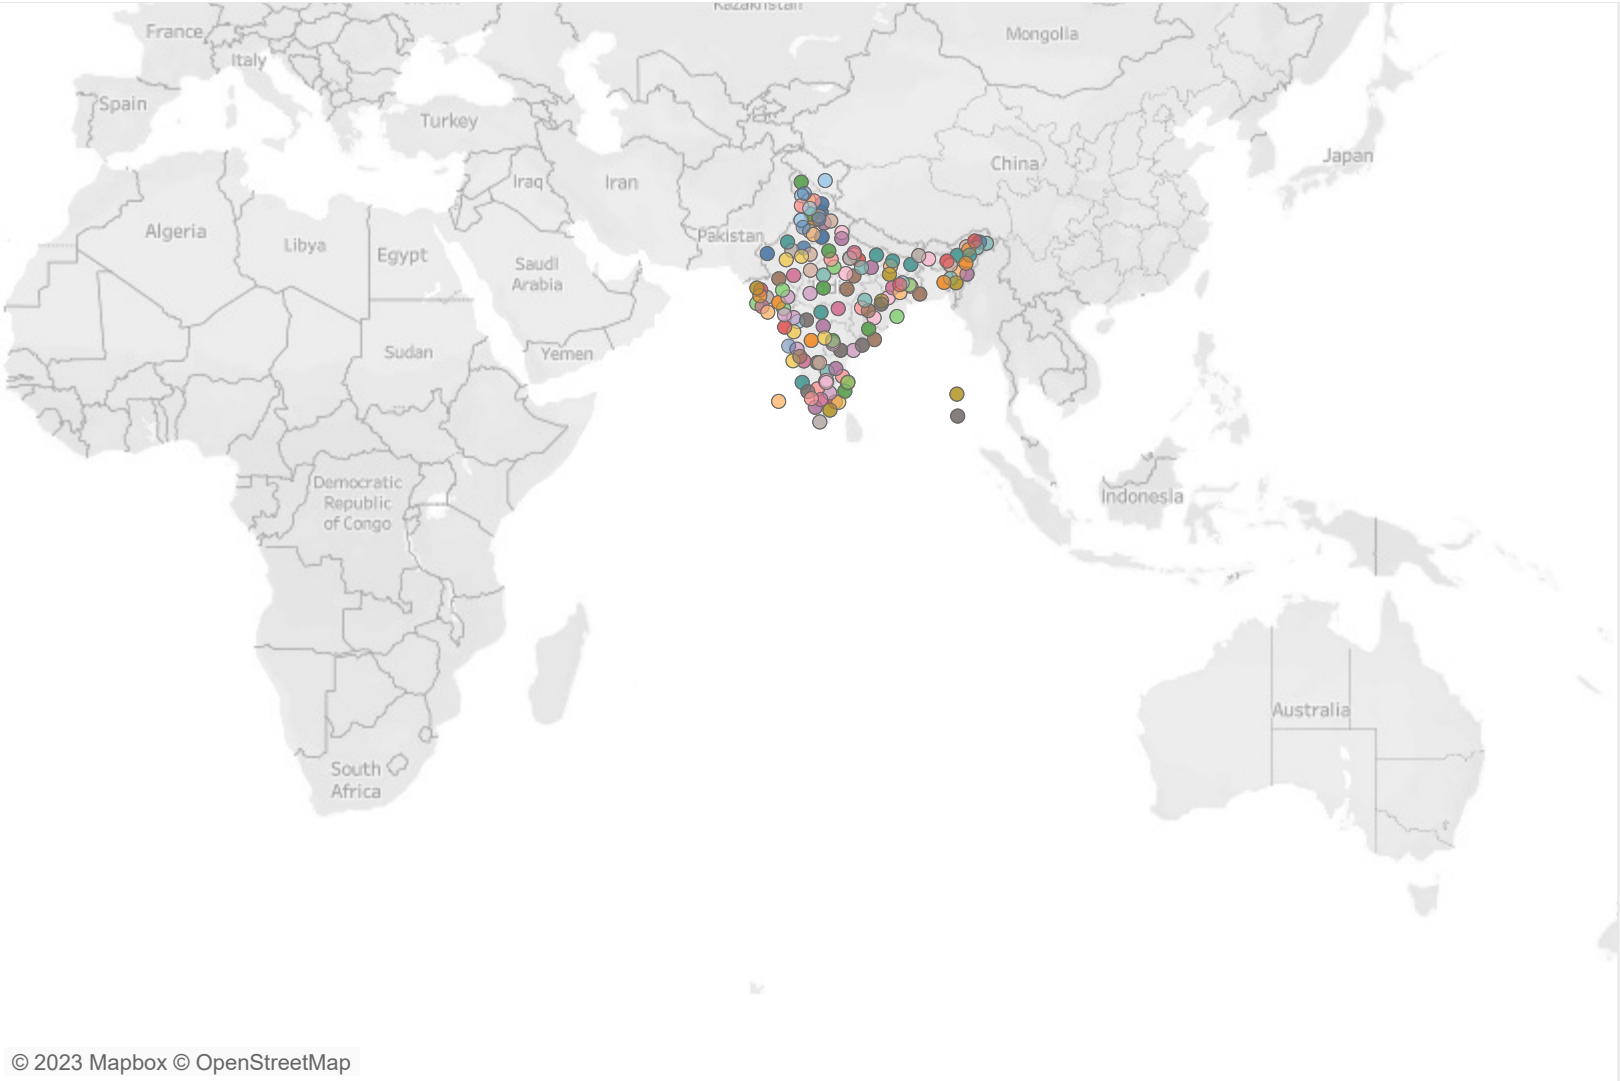 Kazakhstan
France
Mongolia
Italy
Spain
Turkey
China
Japan
Iraq
Iran
Algeria
Pakistan
Libya
Egypt
Saudi
Arabia
Sudan
Yemen
Democratic
Republic
of Congo
Indonesia
Australia
South
Africa
© 2023 Mapbox © OpenStreetMap